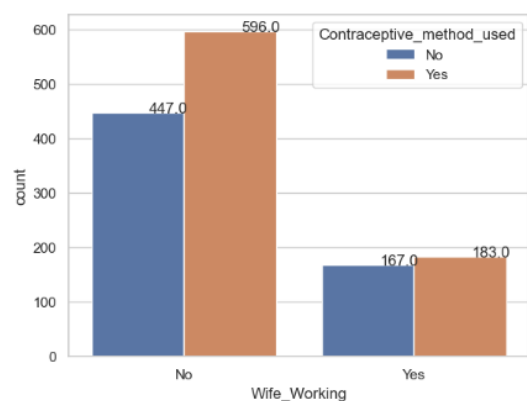 600
500
400
300
200
100
0
count
596.0
447.0
167.0
183.0
Contraceptive_method_used
No
Yes
No
Yes
Wife_Working